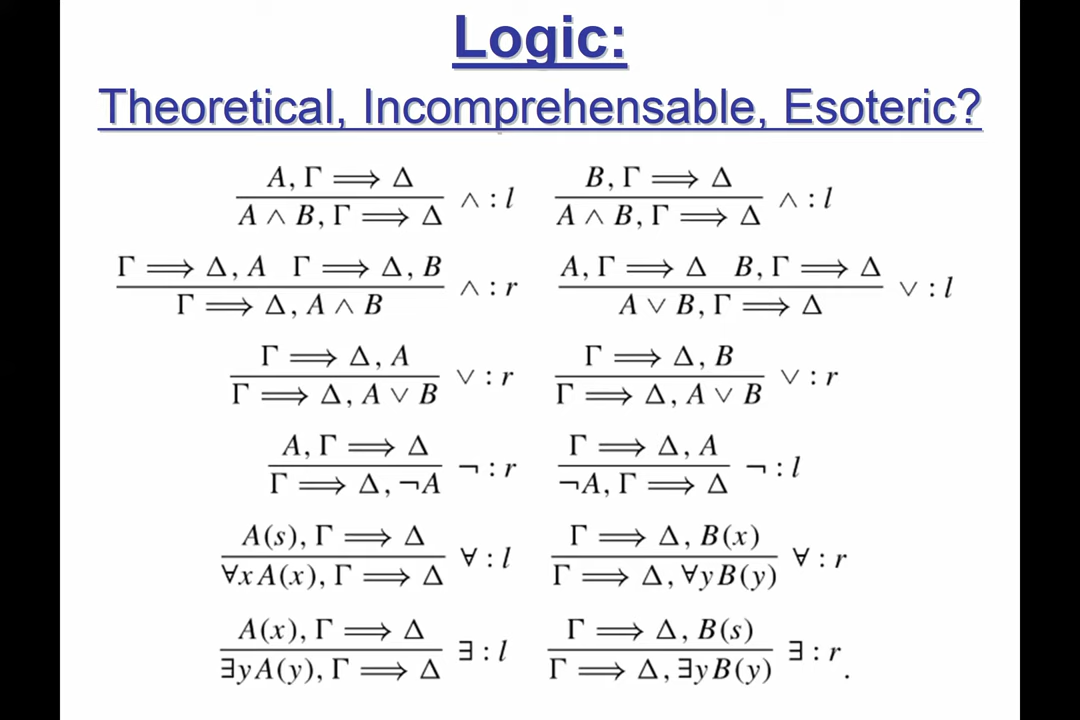 Logic:
Theoretical, Incomprehensable, Esoteric?
A, Γ ⟹ Δ
A ∧ B, Γ ⟹ Δ
∧ : l
B, Γ ⟹ Δ
A ∧ B, Γ ⟹ Δ
∧ : l
Γ ⟹ Δ, A Γ ⟹ Δ, B
Γ ⟹ Δ, A ∧ B
∧ : r
A, Γ ⟹ Δ B, Γ ⟹ Δ
A ∨ B, Γ ⟹ Δ
∨ : l
Γ ⟹ Δ, A
Γ ⟹ Δ, A ∨ B
∨ : r
Γ ⟹ Δ, B
Γ ⟹ Δ, A ∨ B
∨ : r
A, Γ ⟹ Δ
Γ ⟹ Δ, ¬A
¬ : r
Γ ⟹ Δ, A
¬A, Γ ⟹ Δ
¬ : l
A(s), Γ ⟹ Δ
∀xA(x), Γ ⟹ Δ
∀ : l
Γ ⟹ Δ, B(x)
Γ ⟹ Δ, ∀yB(y)
∀ : r
A(x), Γ ⟹ Δ
∃yA(y), Γ ⟹ Δ
∃ : l
Γ ⟹ Δ, B(s)
Γ ⟹ Δ, ∃yB(y)
∃ : r .